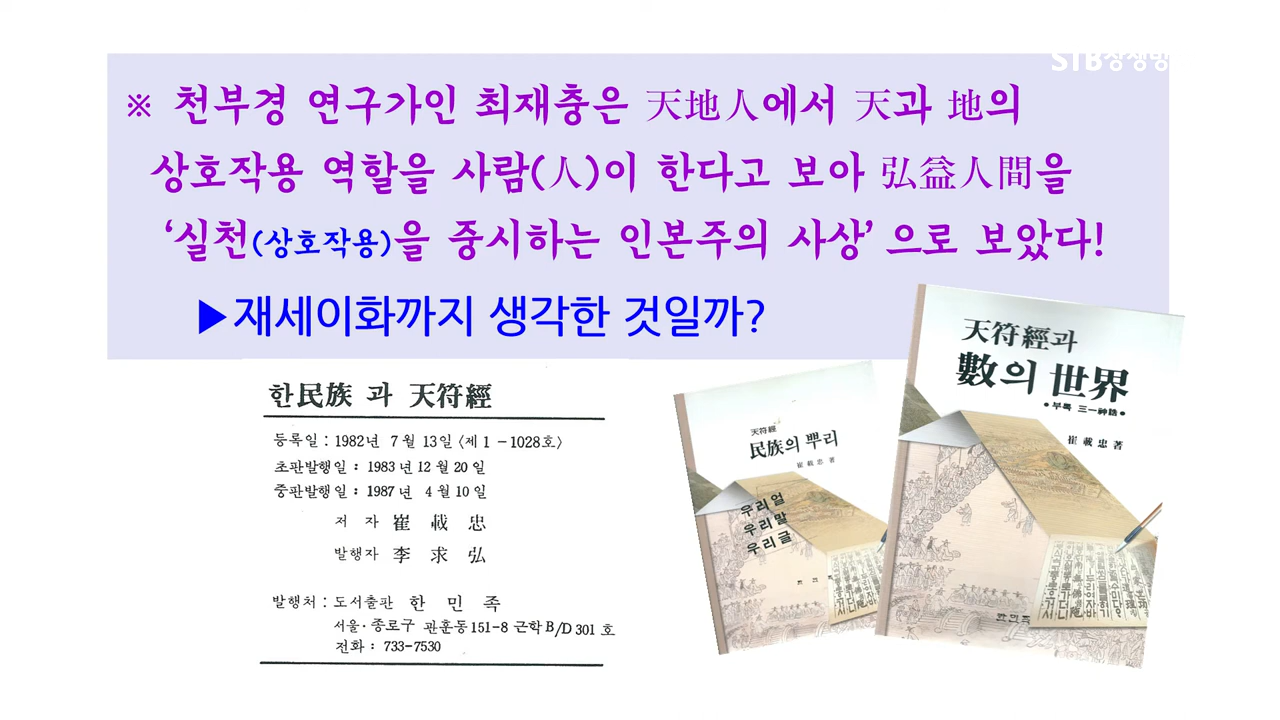 STB상생방
※ 천부경 연구가인 최재충은 天地人에서 天과 地의
상호작용 역할을 사람(人)이 한다고 보아 弘益人間을
‘실천(상호작용)을 중시하는 인본주의 사상’으로 보았다!
▶재세이화까지 생각한 것일까?
한民族 과 天符經
등록일 : 1982년 7월 13일 〈제 1 -1028호〉
초판발행일 : 1983년 12월 20일
중판발행일 : 1987년 4월 10일
저 자 崔 載 忠
발행자 李 求 弘
발행처 : 도서출판 한 민 족
서울·종로구 관훈동 151-8 근학 B/D 301 호
전화 : 733-7530
天符經
民族의 뿌리
崔 載 忠 著
우리얼
우리말
우리글
天符經과
數의 世界
•부록 三一神誥•
崔 載 忠 著
한민족